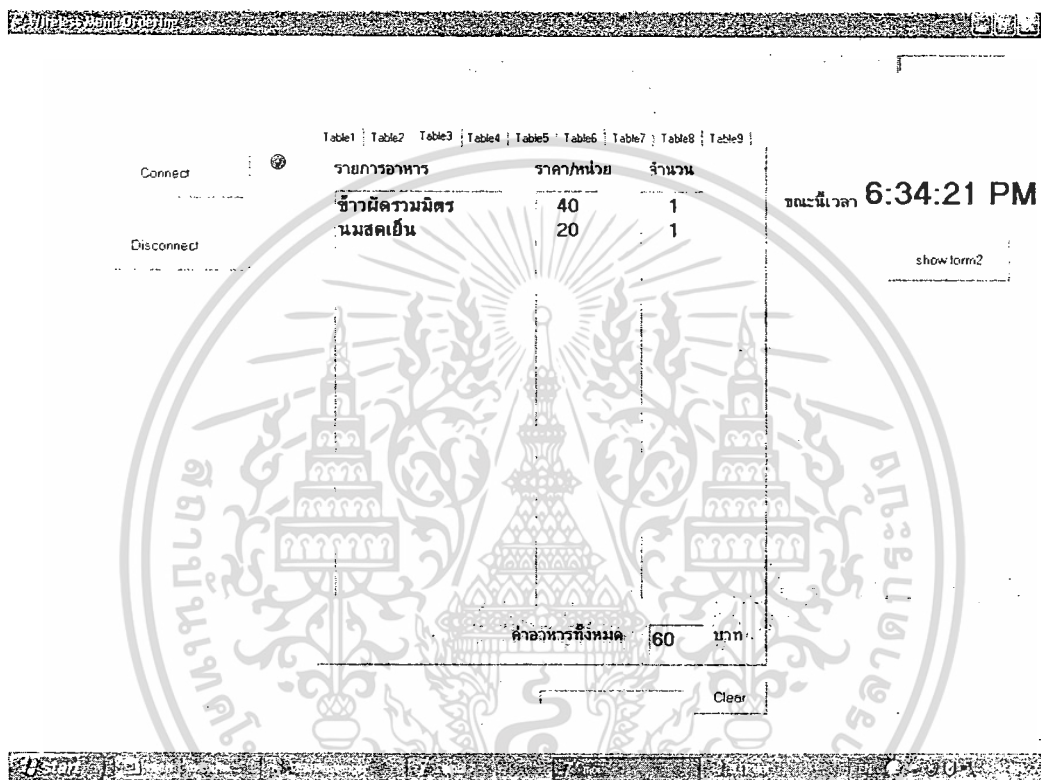 Wireless Menu Ordering
Table1 Table2 Table3 Table4 Table5 Table6 Table7 Table8 Table9
Connect
รายการอาหาร ราคา/หน่วย จำนวน
ข้าวผัดรวมมิตร 40 1
ขณะนี้เวลา 6:34:21 PM
นมสดเย็น 20 1
Disconnect
show form2
ค่าอาหารทั้งหมด 60 บาท
Clear
Start